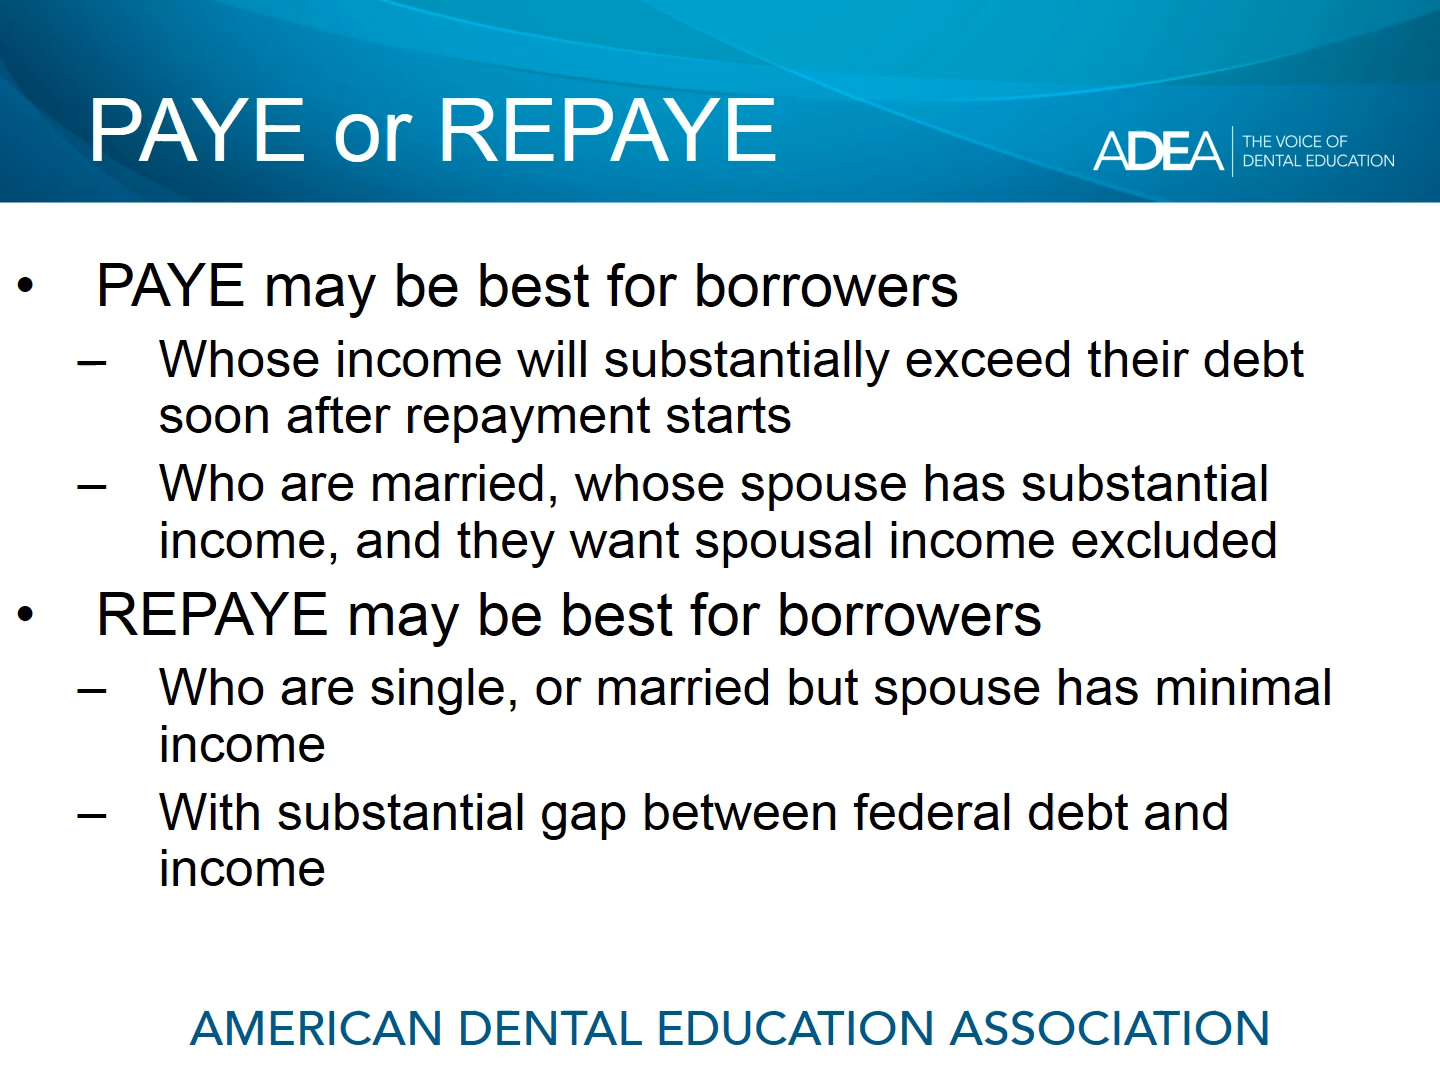 PAYE or REPAYE
ADEA
THE VOICE OF
DENTAL EDUCATION
• PAYE may be best for borrowers
– Whose income will substantially exceed their debt
soon after repayment starts
– Who are married, whose spouse has substantial
income, and they want spousal income excluded
• REPAYE may be best for borrowers
– Who are single, or married but spouse has minimal
income
– With substantial gap between federal debt and
income
AMERICAN DENTAL EDUCATION ASSOCIATION